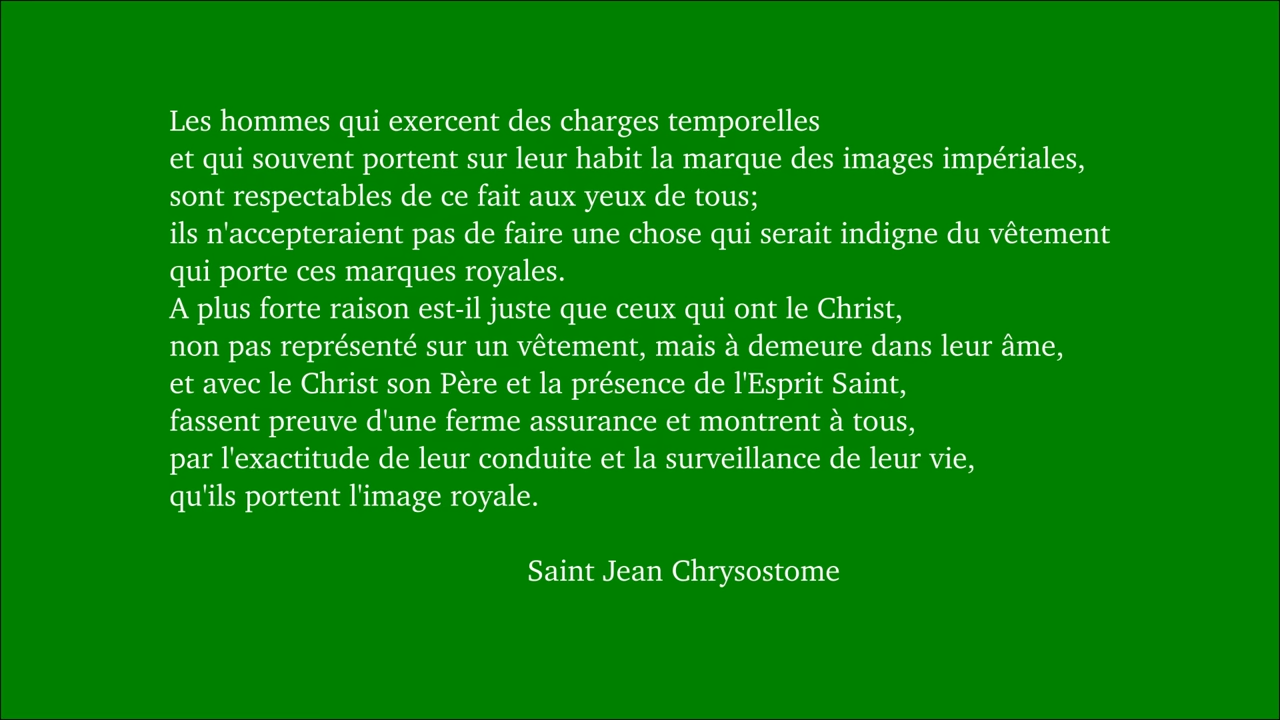 Les hommes qui exercent des charges temporelles
et qui souvent portent sur leur habit la marque des images impériales,
sont respectables de ce fait aux yeux de tous;
ils n'accepteraient pas de faire une chose qui serait indigne du vêtement
qui porte ces marques royales.
A plus forte raison est-il juste que ceux qui ont le Christ,
non pas représenté sur un vêtement, mais à demeure dans leur âme,
et avec le Christ son Père et la présence de l'Esprit Saint,
fassent preuve d'une ferme assurance et montrent à tous,
par l'exactitude de leur conduite et la surveillance de leur vie,
qu'ils portent l'image royale.
Saint Jean Chrysostome